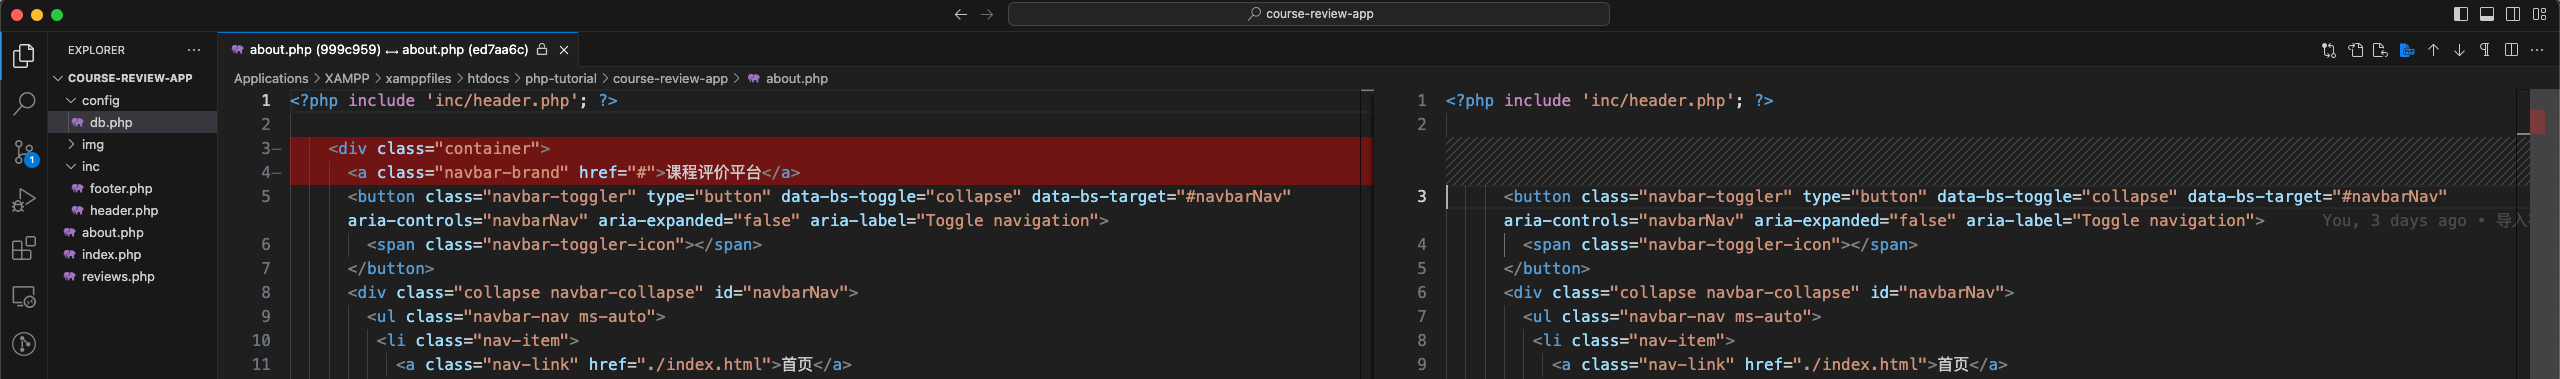 course-review-app
EXPLORER
about.php (999c959) ↔ about.php (ed7aa6c)
COURSE-REVIEW-APP
config
db.php
img
inc
footer.php
header.php
about.php
index.php
reviews.php
1
Applications > XAMPP > xamppfiles > htdocs > php-tutorial > course-review-app > about.php
1 <?php include 'inc/header.php'; ?>
2
3 <div class="container">
4 <a class="navbar-brand" href="#">课程评价平台</a>
5 <button class="navbar-toggler" type="button" data-bs-toggle="collapse" data-bs-target="#navbarNav"
aria-controls="navbarNav" aria-expanded="false" aria-label="Toggle navigation">
6 <span class="navbar-toggler-icon"></span>
7 </button>
8 <div class="collapse navbar-collapse" id="navbarNav">
9 <ul class="navbar-nav ms-auto">
10 <li class="nav-item">
11 <a class="nav-link" href="./index.html">首页</a>
1 <?php include 'inc/header.php'; ?>
2
3 <button class="navbar-toggler" type="button" data-bs-toggle="collapse" data-bs-target="#navbarNav"
aria-controls="navbarNav" aria-expanded="false" aria-label="Toggle navigation"> You, 3 days ago • 导入
4 <span class="navbar-toggler-icon"></span>
5 </button>
6 <div class="collapse navbar-collapse" id="navbarNav">
7 <ul class="navbar-nav ms-auto">
8 <li class="nav-item">
9 <a class="nav-link" href="./index.html">首页</a>